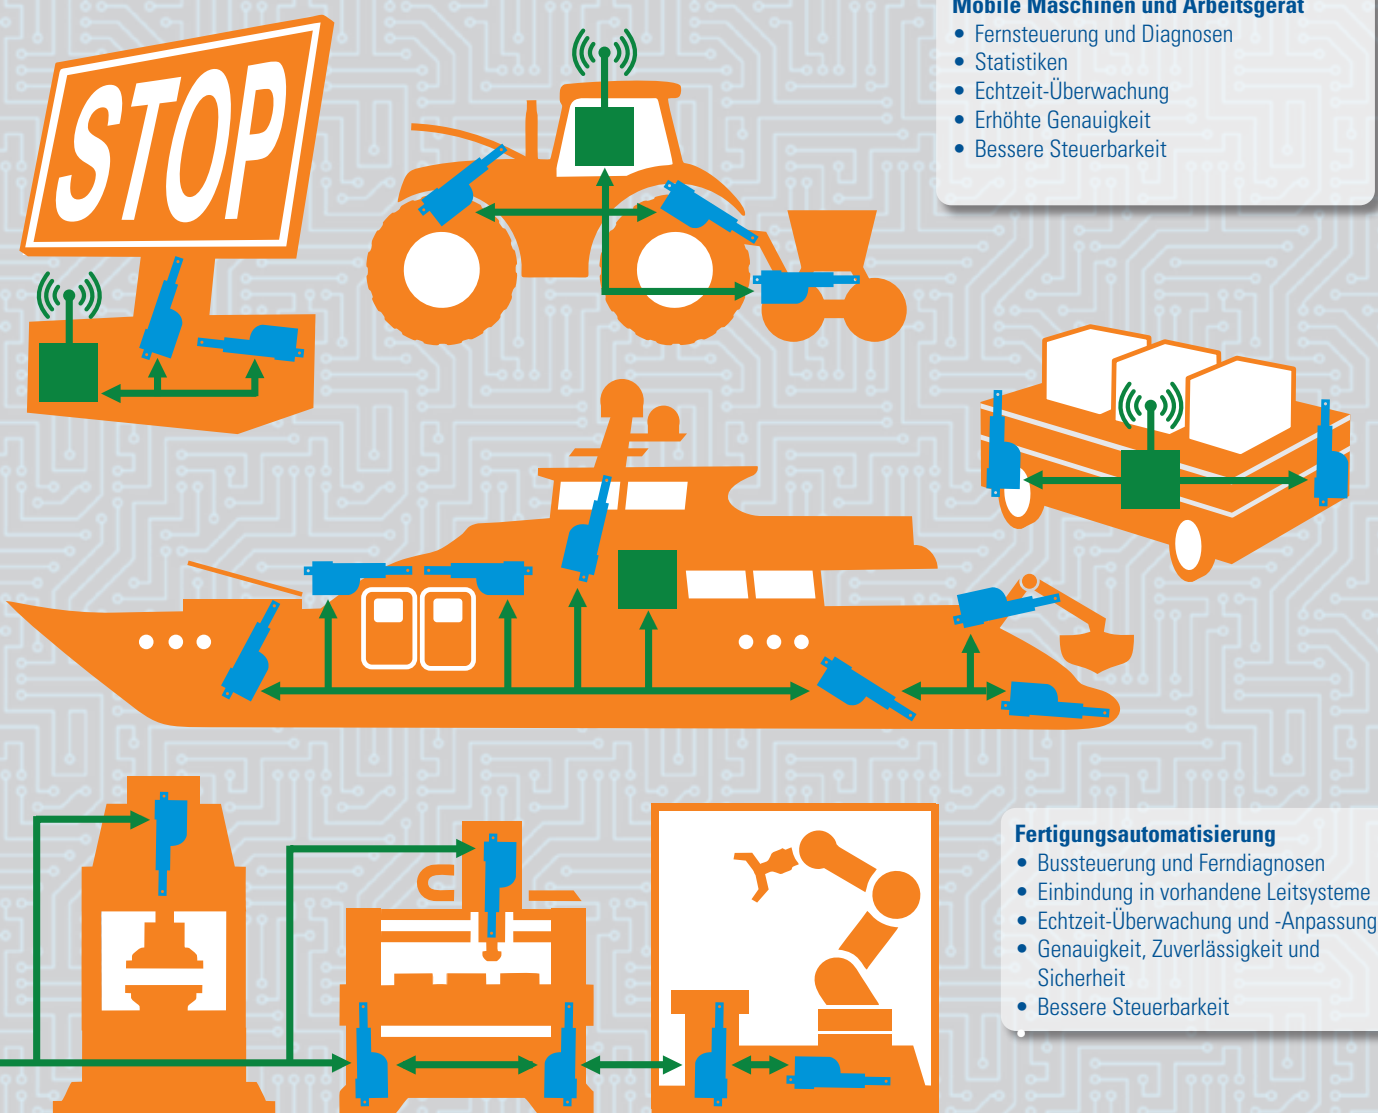 Mobile Maschinen und Arbeitsgerät
• Fernsteuerung und Diagnosen
• Statistiken
• Echtzeit-Überwachung
• Erhöhte Genauigkeit
• Bessere Steuerbarkeit
STOP
Fertigungsautomatisierung
• Bussteuerung und Ferndiagnosen
• Einbindung in vorhandene Leitsysteme
• Echtzeit-Überwachung und -Anpassung
• Genauigkeit, Zuverlässigkeit und
Sicherheit
• Bessere Steuerbarkeit